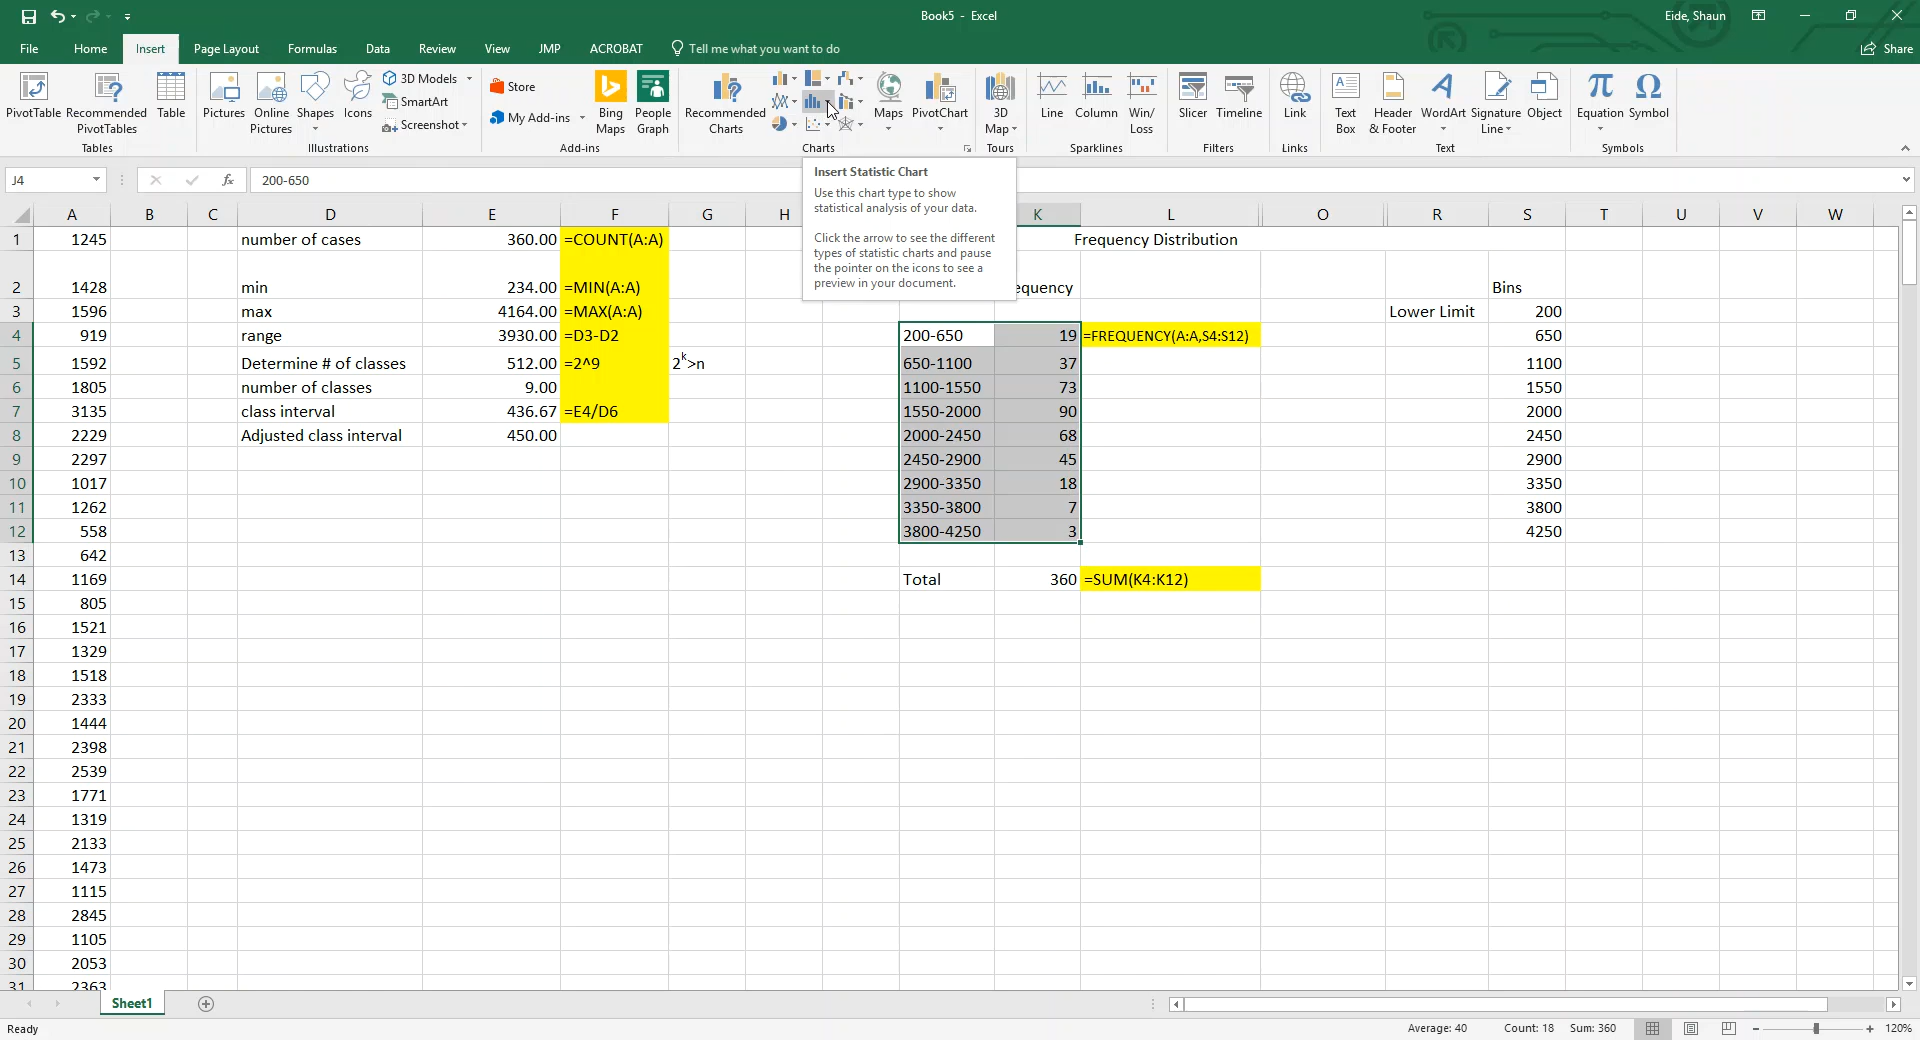 Book5 - Excel
Eide, Shaun
File Home Insert Page Layout Formulas Data Review View JMP ACROBAT Tell me what you want to do Share
PivotTable
Recommended PivotTables
Table
Tables
Pictures
Online Pictures
Shapes
Icons
3D Models
SmartArt
Screenshot
Illustrations
Store
My Add-ins
Bing Maps
People Graph
Add-ins
Recommended Charts
Maps
PivotChart
Charts
3D Map
Tours
Line
Column
Win/ Loss
Sparklines
Slicer
Timeline
Filters
Link
Links
Text Box
Header & Footer
WordArt
Signature Line
Object
Text
Equation
Symbol
Symbols
J4
fx
200-650
Insert Statistic Chart
Use this chart type to show
statistical analysis of your data.
Click the arrow to see the different
types of statistic charts and pause
the pointer on the icons to see a
preview in your document.
A B C D E F G H K L O R S T U V W
1 1245 number of cases 360.00 =COUNT(A:A) Frequency Distribution
2 1428 min 234.00 =MIN(A:A) equency Bins
3 1596 max 4164.00 =MAX(A:A) Lower Limit 200
4 919 range 3930.00 =D3-D2 200-650 19 =FREQUENCY(A:A,S4:S12) 650
5 1592 Determine # of classes 512.00 =2^9 2^k>n 650-1100 37 1100
6 1805 number of classes 9.00 1100-1550 73 1550
7 3135 class interval 436.67 =E4/D6 1550-2000 90 2000
8 2229 Adjusted class interval 450.00 2000-2450 68 2450
9 2297 2450-2900 45 2900
10 1017 2900-3350 18 3350
11 1262 3350-3800 7 3800
12 558 3800-4250 3 4250
13 642
14 1169 Total 360 =SUM(K4:K12)
15 805
16 1521
17 1329
18 1518
19 2333
20 1444
21 2398
22 2539
23 1771
24 1319
25 2133
26 1473
27 1115
28 2845
29 1105
30 2053
31 2363
Sheet1
Ready
Average: 40 Count: 18 Sum: 360 120%